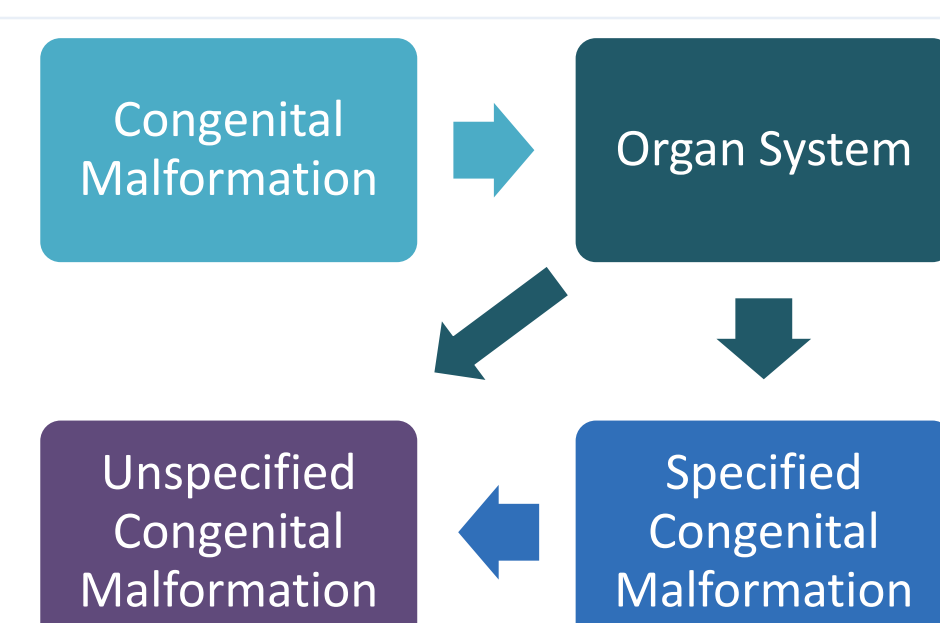 Congenital
Malformation
Organ System
Unspecified
Congenital
Malformation
Specified
Congenital
Malformation